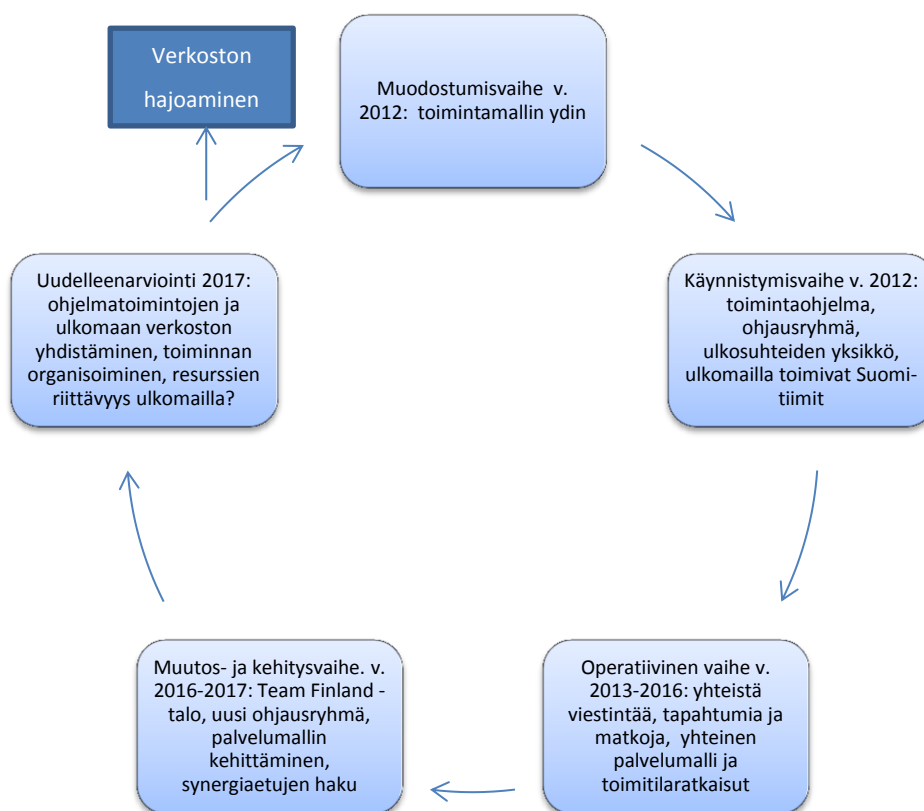 Verkoston
hajoaminen
Muodostumisvaihe v.
2012: toimintamallin ydin
Käynnistymisvaihe v. 2012:
toimintaohjelma,
ohjausryhmä,
ulkosuhteiden yksikkö,
ulkomailla toimivat Suomi-
tiimit
Operatiivinen vaihe v.
2013-2016: yhteistä
viestintää, tapahtumia ja
matkoja, yhteinen
palvelumalli ja
toimitilaratkaisut
Muutos- ja kehitysvaihe. v.
2016-2017: Team Finland -
talo, uusi ohjausryhmä,
palvelumallin
kehittäminen,
synergiaetujen haku
Uudelleenarviointi 2017:
ohjelmatoimintojen ja
ulkomaan verkoston
yhdistäminen, toiminnan
organisoiminen, resurssien
riittävyys ulkomailla?